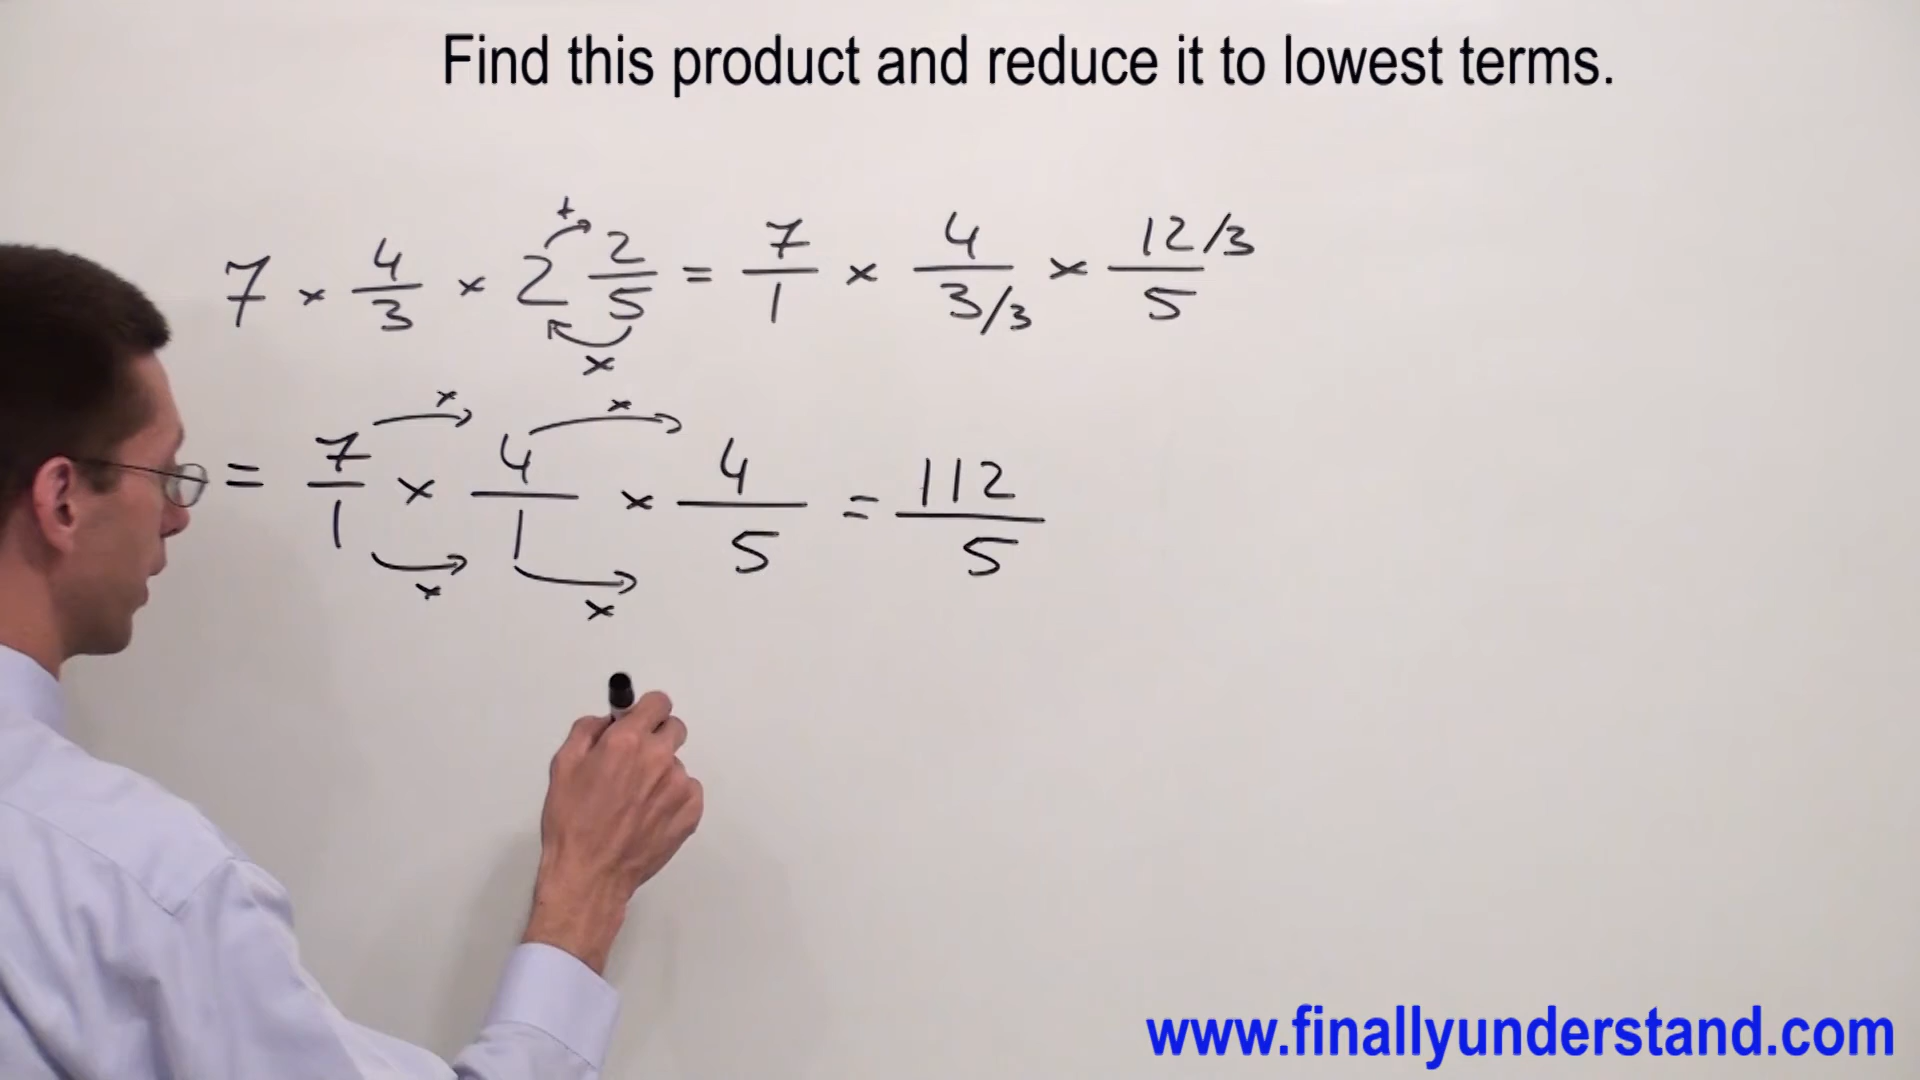 Find this product and reduce it to lowest terms.
7 × 4/3 × 2 2/5 = 7/1 × 4/(3/3) × (12/3)/5
+
×
× ×
= 7/1 × 4/1 × 4/5 = 112/5
× ×
www.finallyunderstand.com